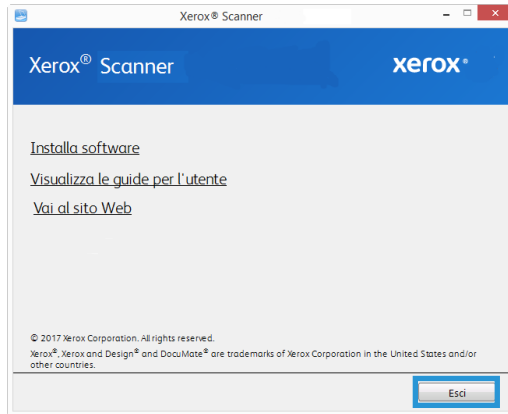 Xerox® Scanner
Xerox® Scanner
xerox®
Installa software
Visualizza le guide per l'utente
Vai al sito Web
© 2017 Xerox Corporation. All rights reserved.
Xerox®, Xerox and Design® and DocuMate® are trademarks of Xerox Corporation in the United States and/or
other countries.
Esci